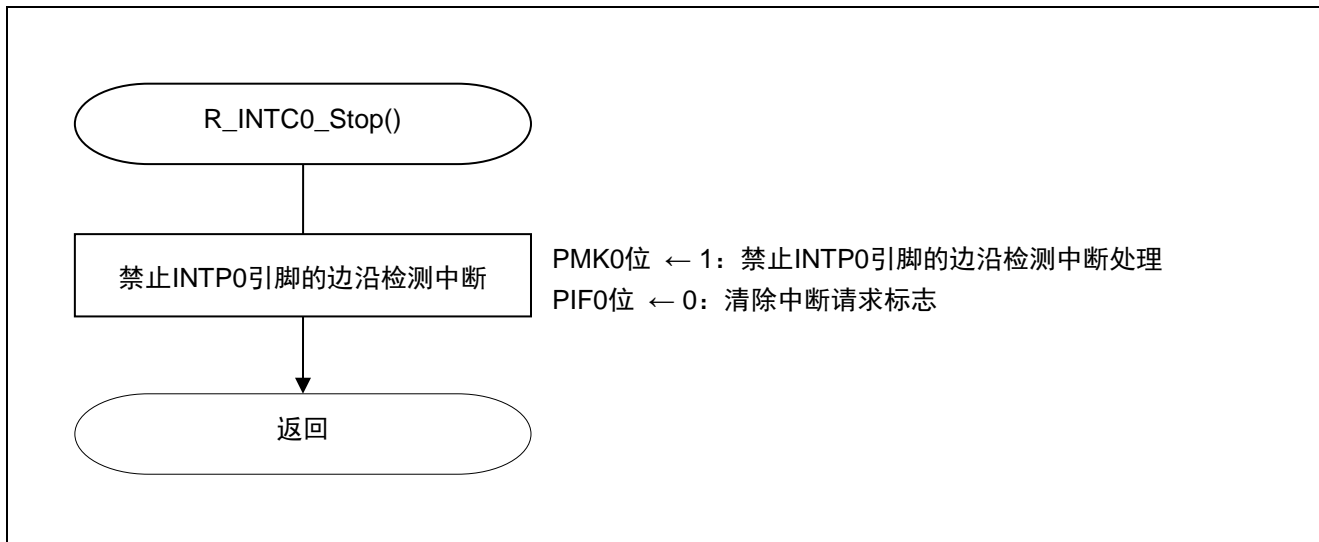 R_INTC0_Stop()
禁止INTP0引脚的边沿检测中断
PMK0位 ← 1：禁止INTP0引脚的边沿检测中断处理
PIF0位 ← 0：清除中断请求标志
返回